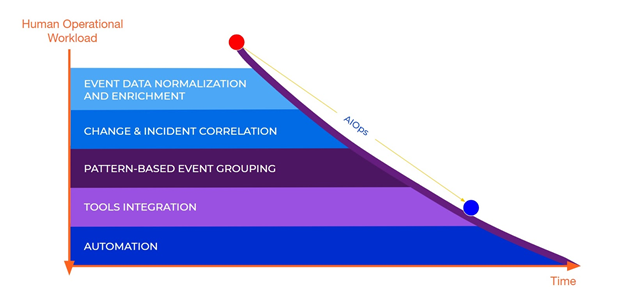 Human Operational
Workload
EVENT DATA NORMALIZATION
AND ENRICHMENT
CHANGE & INCIDENT CORRELATION
PATTERN-BASED EVENT GROUPING
TOOLS INTEGRATION
AUTOMATION
AIOps
Time